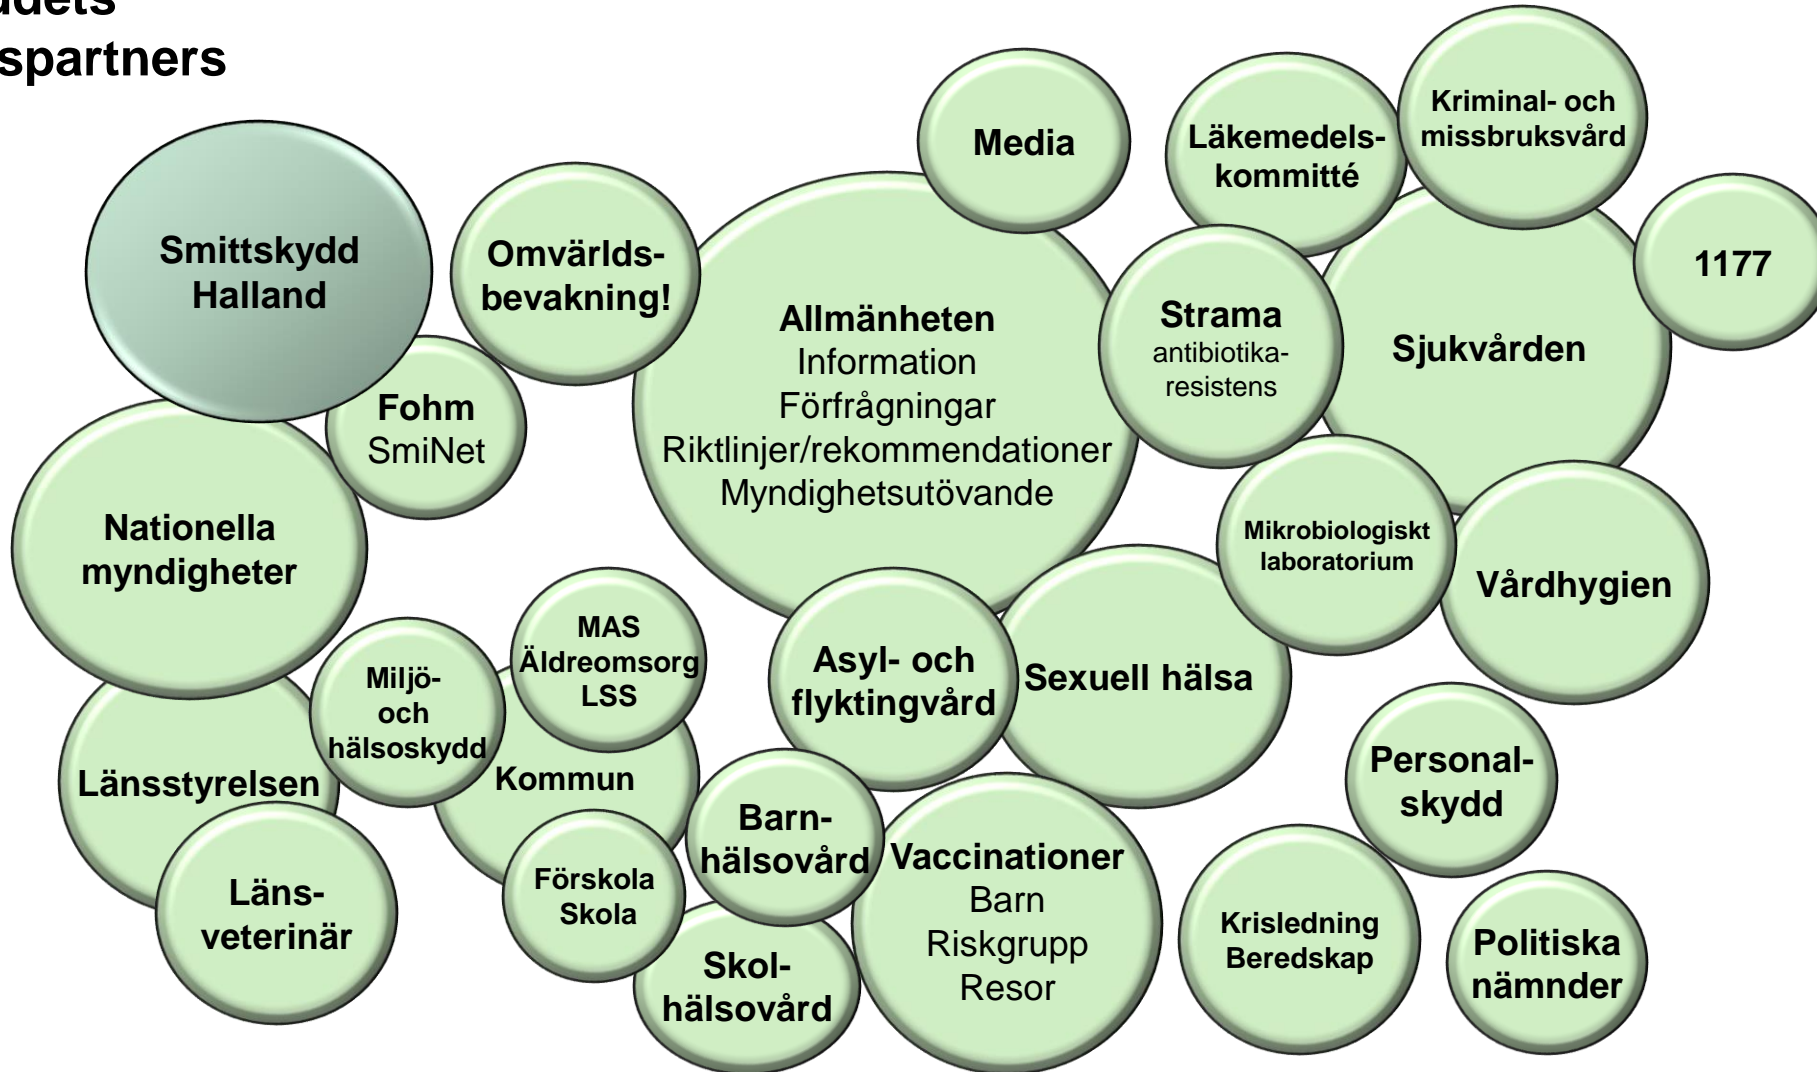 spartners
Media
Läkemedels-
kommitté
Kriminal- och
missbruksvård
1177
Smittskydd
Halland
Omvärlds-
bevakning!
Allmänheten
Information
Förfrågningar
Riktlinjer/rekommendationer
Myndighetsutövande
Strama
antibiotika-
resistens
Sjukvården
Fohm
SmiNet
Nationella
myndigheter
Mikrobiologiskt
laboratorium
Vårdhygien
MAS
Äldreomsorg
LSS
Miljö-
och
hälsoskydd
Asyl- och
flyktingvård
Sexuell hälsa
Länsstyrelsen
Kommun
Personal-
skydd
Barn-
hälsovård
Vaccinationer
Barn
Riskgrupp
Resor
Läns-
veterinär
Förskola
Skola
Skol-
hälsovård
Krisledning
Beredskap
Politiska
nämnder